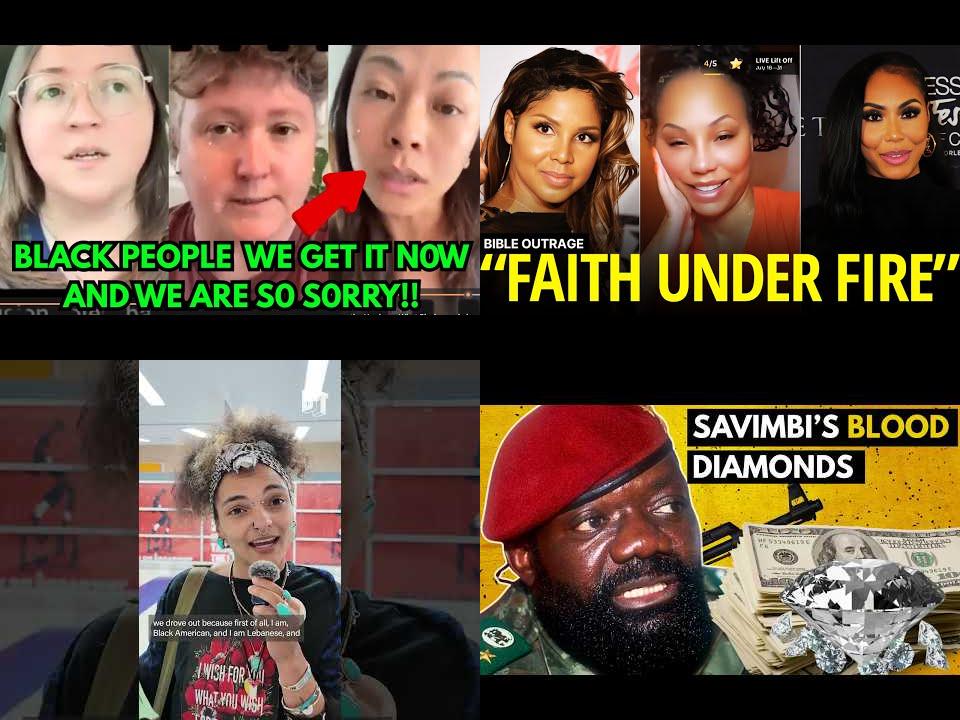 BLACK PEOPLE WE GET IT N0W
AND WE ARE S0 S0RRY!!
4/5
LIVE Lift Off
July 16-31
BIBLE OUTRAGE
“FAITH UNDER FIRE”
we drove out because first of all, I am,
Black American, and I am Lebanese, and
I WISH FOR YOU
WHAT YOU WISH
SAVIMBI’S BLOOD
DIAMONDS